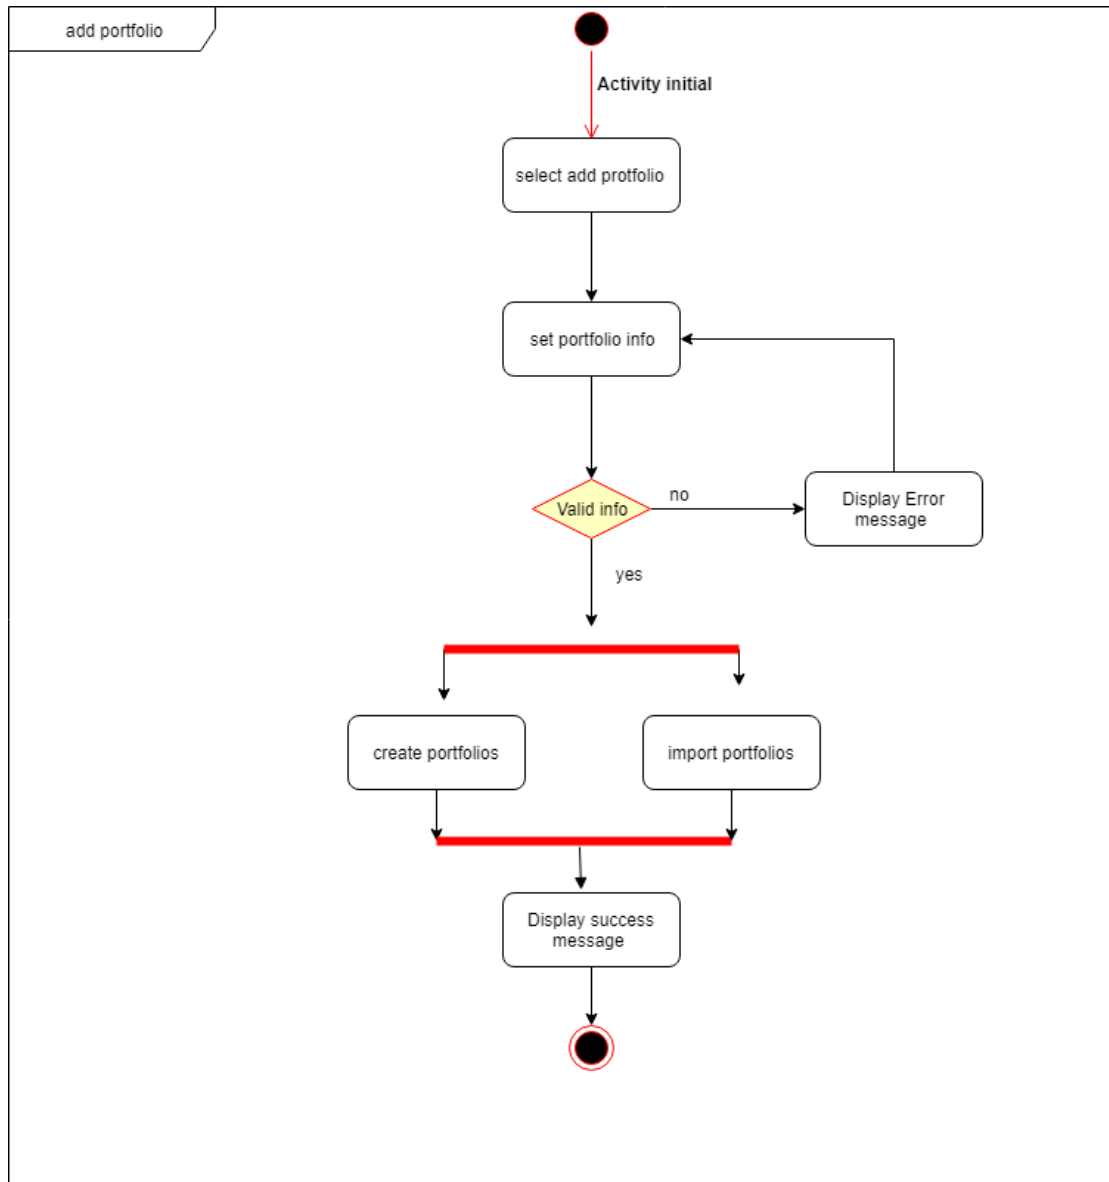 add portfolio
Activity initial
select add protfolio
set portfolio info
Valid info
no
Display Error
message
yes
create portfolios
import portfolios
Display success
message